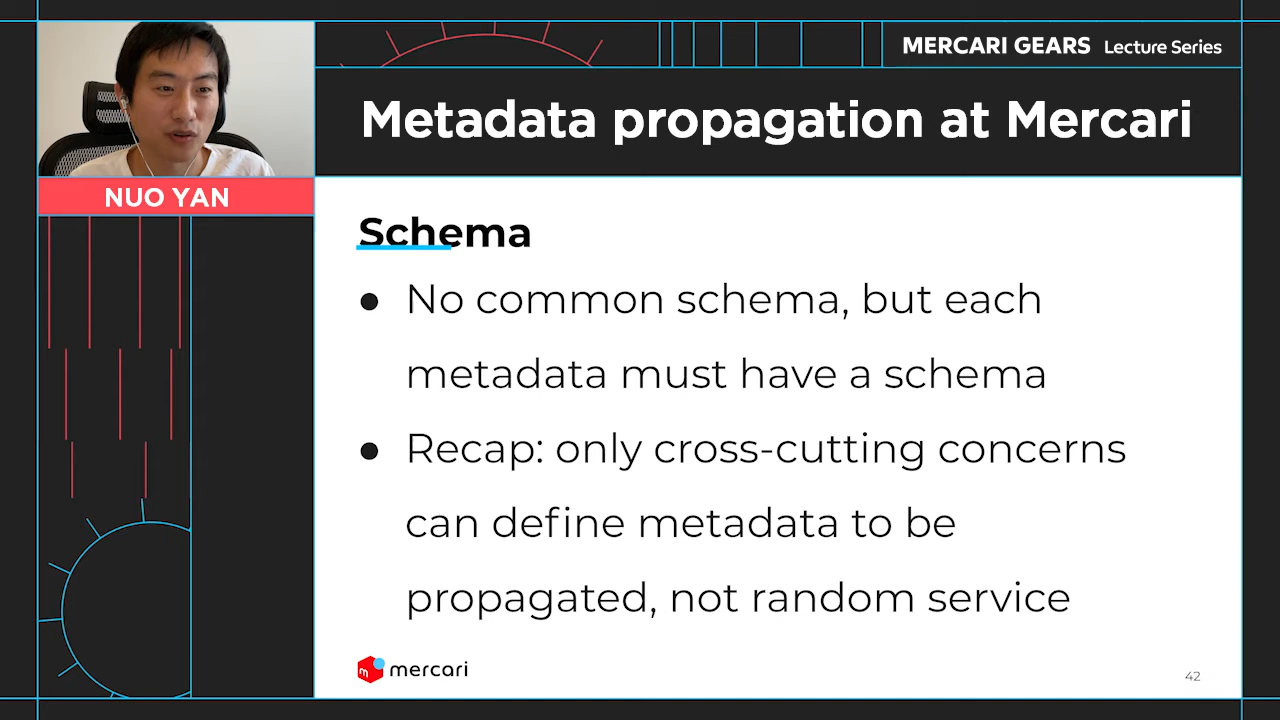 MERCARI GEARS Lecture Series
Metadata propagation at Mercari
NUO YAN
Schema
● No common schema, but each
metadata must have a schema
● Recap: only cross-cutting concerns
can define metadata to be
propagated, not random service
mercari
42